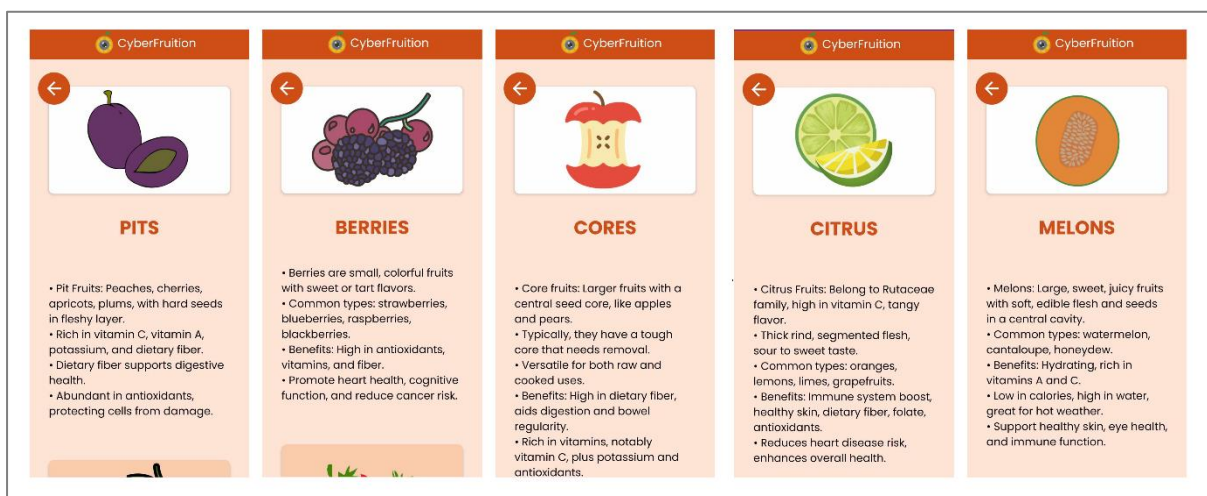 CyberFruition
PITS
• Pit Fruits: Peaches, cherries,
apricots, plums, with hard seeds
in fleshy layer.
• Rich in vitamin C, vitamin A,
potassium, and dietary fiber.
• Dietary fiber supports digestive
health.
• Abundant in antioxidants,
protecting cells from damage.
CyberFruition
BERRIES
• Berries are small, colorful fruits
with sweet or tart flavors.
• Common types: strawberries,
blueberries, raspberries,
blackberries.
• Benefits: High in antioxidants,
vitamins, and fiber.
• Promote heart health, cognitive
function, and reduce cancer risk.
CyberFruition
CORES
• Core fruits: Larger fruits with a
central seed core, like apples
and pears.
• Typically, they have a tough
core that needs removal.
• Versatile for both raw and
cooked uses.
• Benefits: High in dietary fiber,
aids digestion and bowel
regularity.
• Rich in vitamins, notably
vitamin C, plus potassium and
antioxidants.
CyberFruition
CITRUS
• Citrus Fruits: Belong to Rutaceae
family, high in vitamin C, tangy
flavor.
• Thick rind, segmented flesh,
sour to sweet taste.
• Common types: oranges,
lemons, limes, grapefruits.
• Benefits: Immune system boost,
healthy skin, dietary fiber, folate,
antioxidants.
• Reduces heart disease risk,
enhances overall health.
CyberFruition
MELONS
• Melons: Large, sweet, juicy fruits
with soft, edible flesh and seeds
in a central cavity.
• Common types: watermelon,
cantaloupe, honeydew.
• Benefits: Hydrating, rich in
vitamins A and C.
• Low in calories, high in water,
great for hot weather.
• Support healthy skin, eye health,
and immune function.